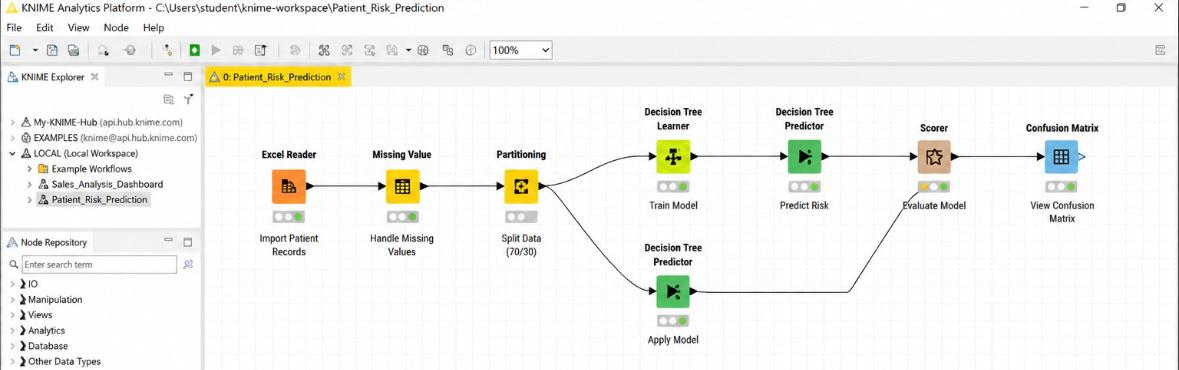 KNIME Analytics Platform - C:\Users\student\knime-workspace\Patient_Risk_Prediction
File Edit View Node Help
100%
KNIME Explorer
My-KNIME-Hub (api.hub.knime.com)
EXAMPLES (knime@api.hub.knime.com)
LOCAL (Local Workspace)
Example Workflows
Sales_Analysis_Dashboard
Patient_Risk_Prediction
Node Repository
Enter search term
IO
Manipulation
Views
Analytics
Database
Other Data Types
0: Patient_Risk_Prediction
Excel Reader
Import Patient
Records
Missing Value
Handle Missing
Values
Partitioning
Split Data
(70/30)
Decision Tree
Learner
Train Model
Decision Tree
Predictor
Predict Risk
Scorer
Evaluate Model
Confusion Matrix
View Confusion
Matrix
Decision Tree
Predictor
Apply Model